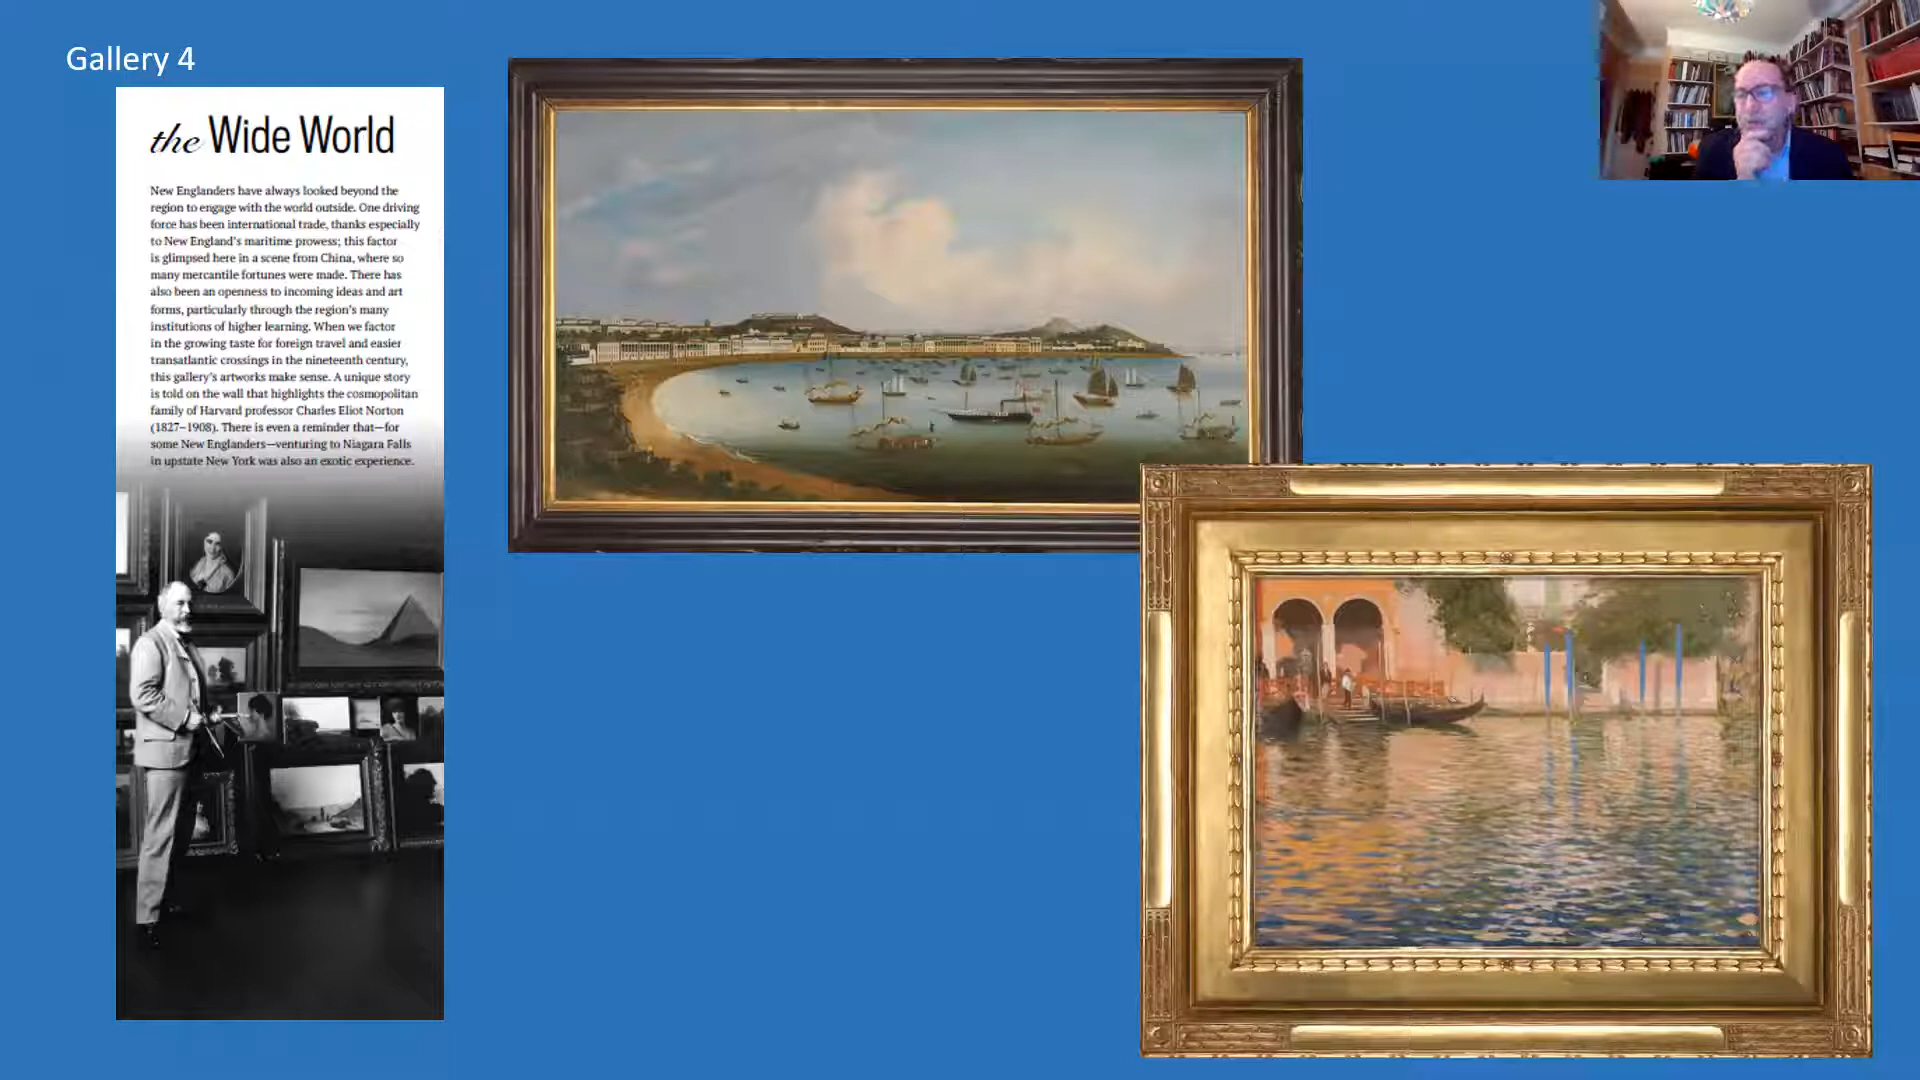 Gallery 4
the Wide World
New Englanders have always looked beyond the
region to engage with the world outside. One driving
force has been international trade, thanks especially
to New England's maritime prowess; this factor
is glimpsed here in a scene from China, where so
many mercantile fortunes were made. There has
also been an openness to incoming ideas and art
forms, particularly through the region's many
institutions of higher learning. When we factor
in the growing taste for foreign travel and easier
transatlantic crossings in the nineteenth century,
this gallery's artworks make sense. A unique story
is told on the wall that highlights the cosmopolitan
family of Harvard professor Charles Eliot Norton
(1827–1908). There is even a reminder that—for
some New Englanders—venturing to Niagara Falls
in upstate New York was also an exotic experience.